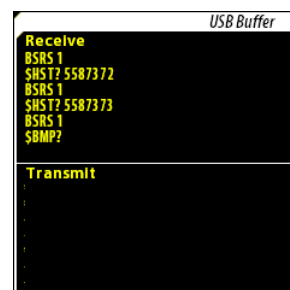 USB Buffer
Receive
BSRS 1
$HST? 5587372
BSRS 1
$HST? 5587373
BSRS 1
$BMP?
Transmit